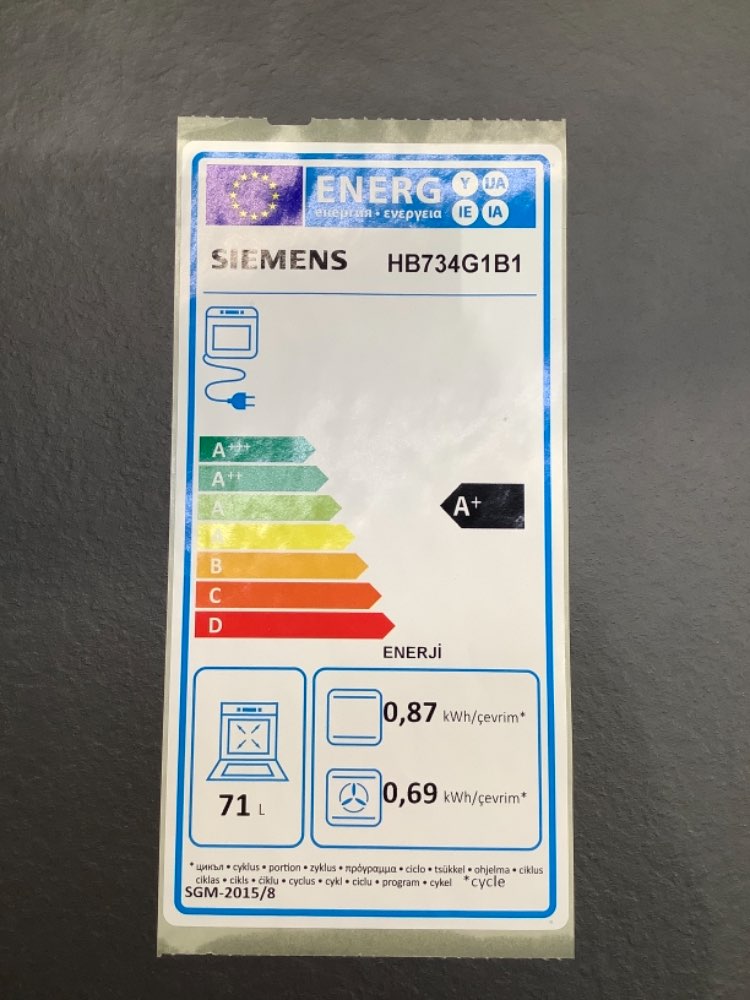 ENERG Y IJA
енергия • ενεργεια IE IA
SIEMENS HB734G1B1
A+++
A++
A+
A
B
C
D
A+
ENERJİ
0,87 kWh/çevrim*
0,69 kWh/çevrim*
71 L
* цикъл • cyklus • portion • zyklus • πρόγραμμα • ciclo • tsükkel • ohjelma • ciklus
ciklas • cikls • ċiklu • cyclus • cykl • ciclu • program • cykel *cycle
SGM-2015/8